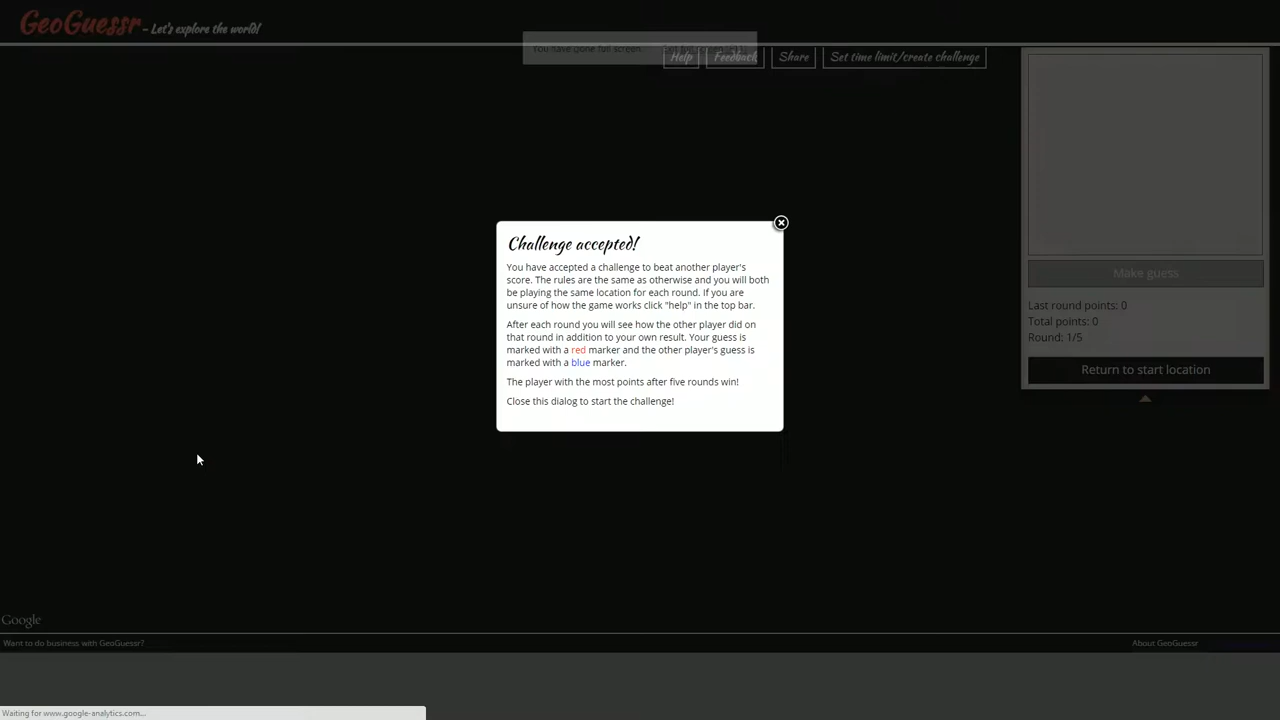 GeoGuessr – Let's explore the world!
You have gone full screen.
Help
Feedback
Share
Set time limit/create challenge
Challenge accepted!
You have accepted a challenge to beat another player's
score. The rules are the same as otherwise and you will both
be playing the same location for each round. If you are
unsure of how the game works click "help" in the top bar.
After each round you will see how the other player did on
that round in addition to your own result. Your guess is
marked with a red marker and the other player's guess is
marked with a blue marker.
The player with the most points after five rounds win!
Close this dialog to start the challenge!
Make guess
Last round points: 0
Total points: 0
Round: 1/5
Return to start location
Google
Want to do business with GeoGuessr?
About GeoGuessr
Waiting for www.google-analytics.com...